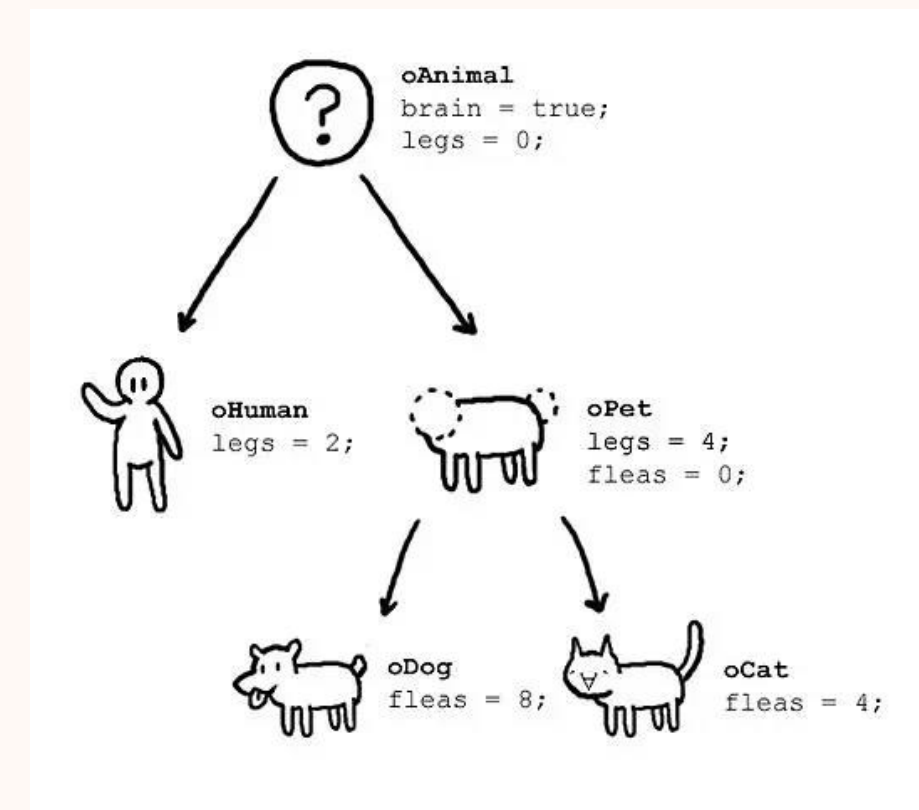 ?
oAnimal
brain = true;
legs = 0;
oHuman
legs = 2;
oPet
legs = 4;
fleas = 0;
oDog
fleas = 8;
oCat
fleas = 4;